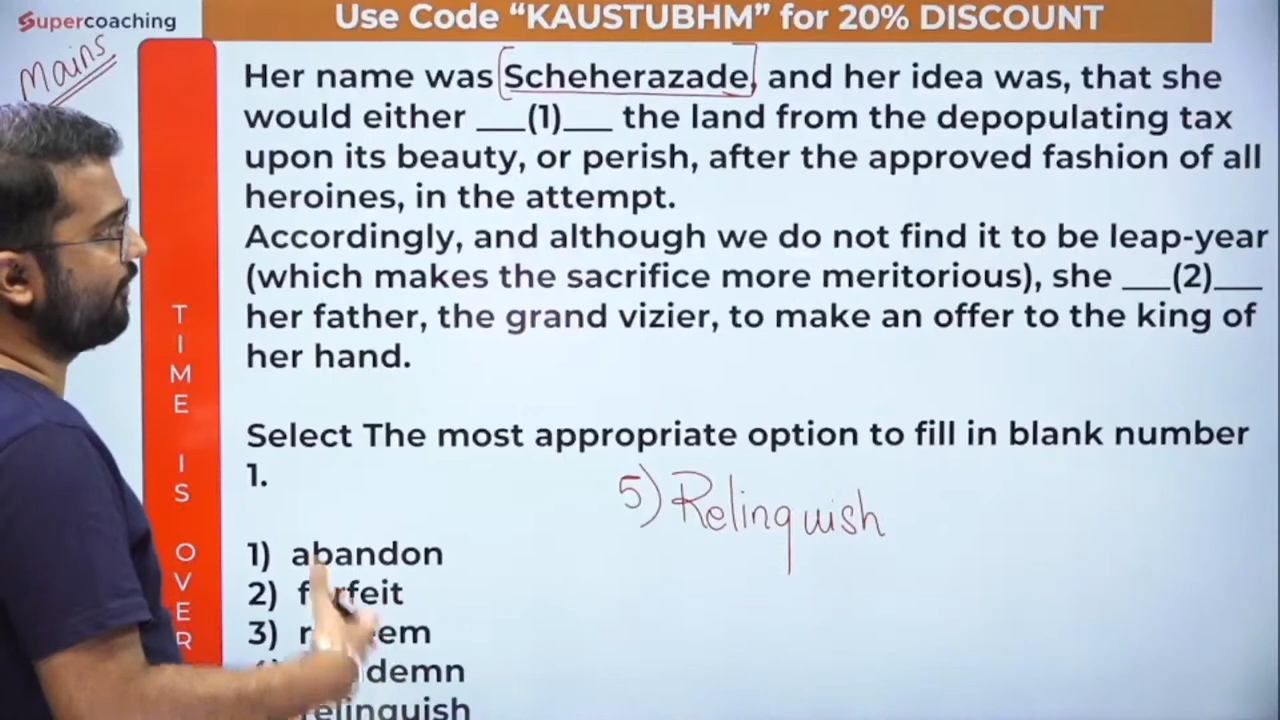 Supercoaching
Use Code “KAUSTUBHM” for 20% DISCOUNT
Mains
Her name was Scheherazade, and her idea was, that she
would either ___(1)___ the land from the depopulating tax
upon its beauty, or perish, after the approved fashion of all
heroines, in the attempt.
Accordingly, and although we do not find it to be leap-year
(which makes the sacrifice more meritorious), she ___(2)___
her father, the grand vizier, to make an offer to the king of
her hand.
Select The most appropriate option to fill in blank number
1.
5) Relinquish
1) abandon
2) forfeit
3)
relinquish
TIME IS OVER